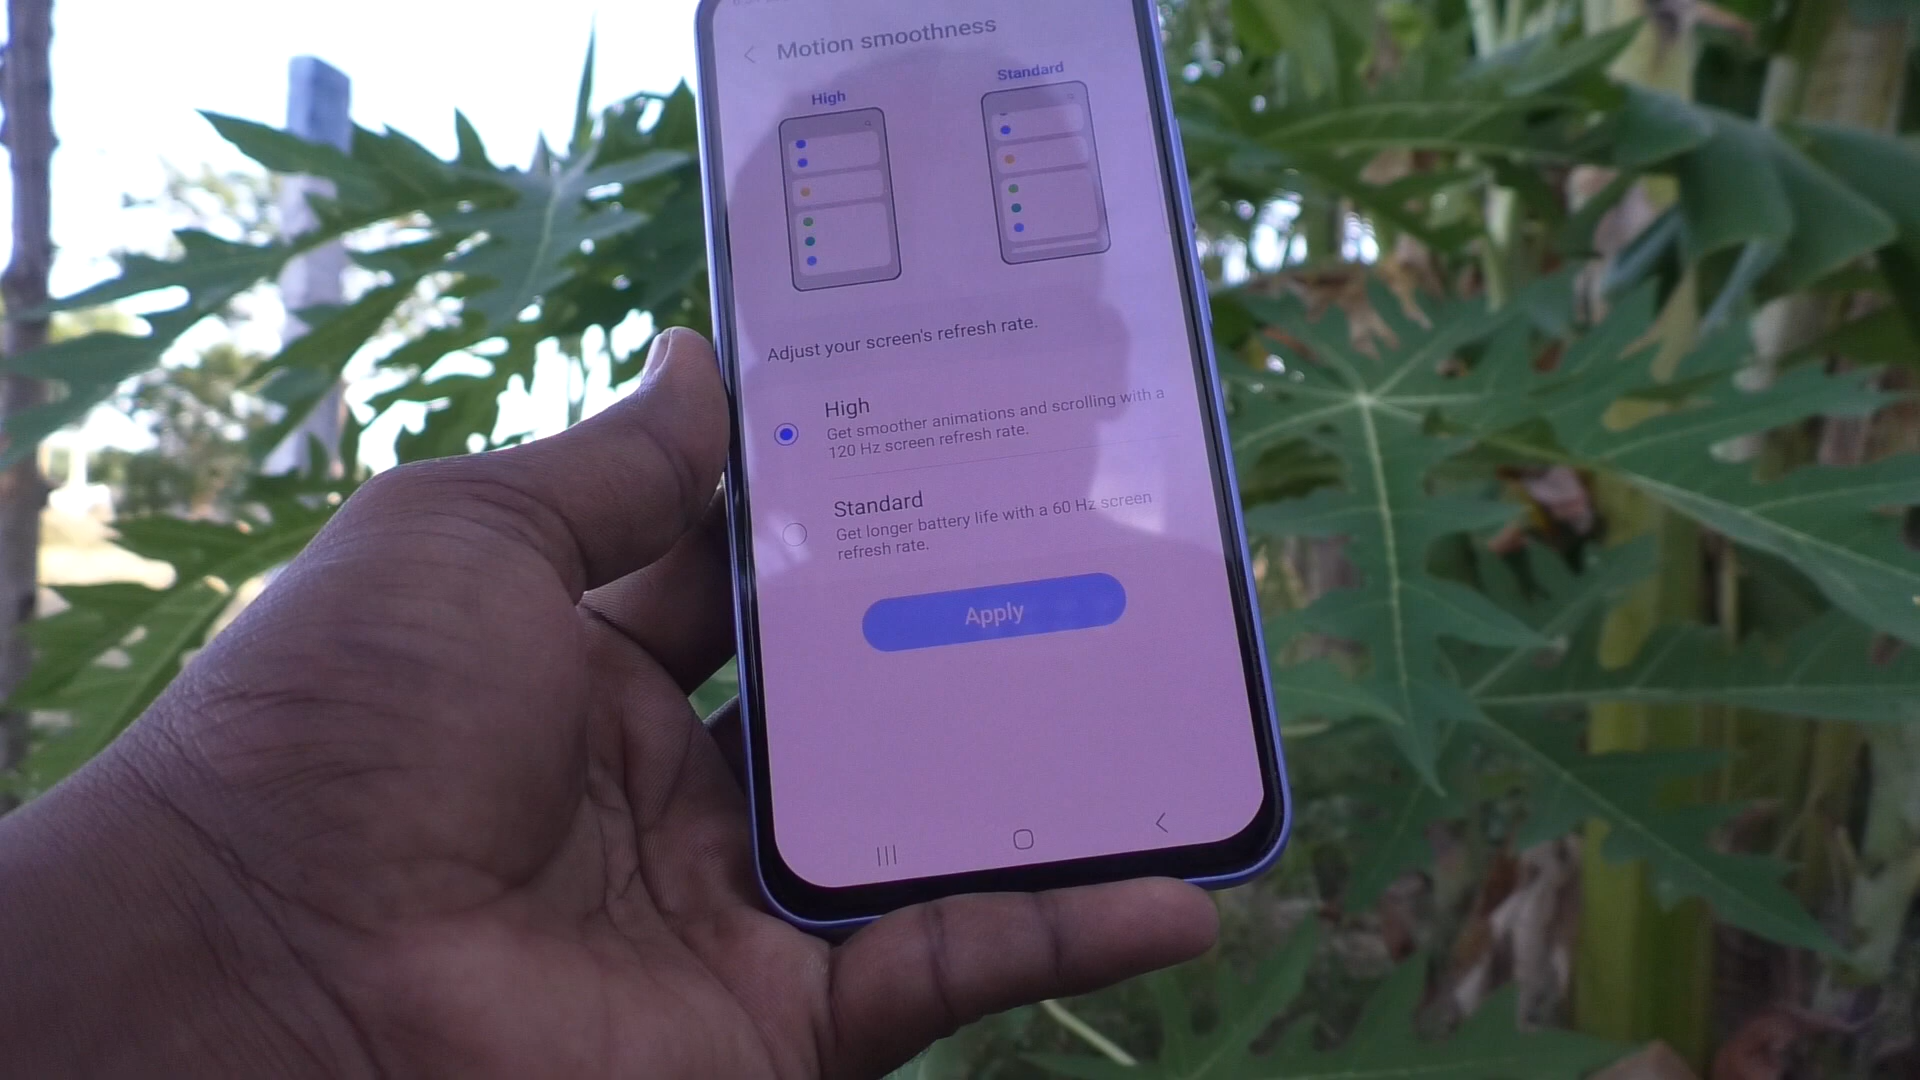 Motion smoothness
High
Standard
Adjust your screen's refresh rate.
High
Get smoother animations and scrolling with a
120 Hz screen refresh rate.
Standard
Get longer battery life with a 60 Hz screen
refresh rate.
Apply